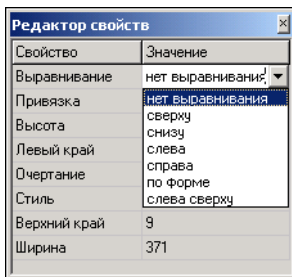 Редактор свойств
Свойство Значение
Выравнивание нет выравнивания
Привязка нет выравнивания
Высота сверху
снизу
Левый край слева
Очертание справа
по форме
Стиль слева сверху
Верхний край 9
Ширина 371